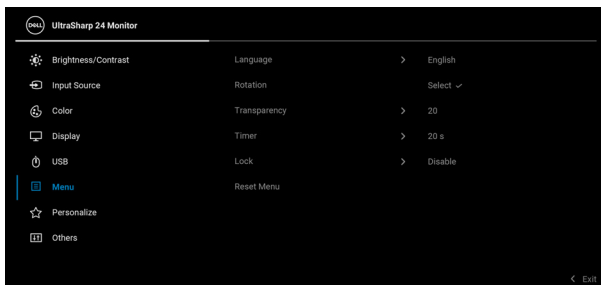 DELL UltraSharp 24 Monitor
Brightness/Contrast Language > English
Input Source Rotation Select ✓
Color Transparency > 20
Display Timer > 20 s
USB Lock > Disable
Menu Reset Menu
Personalize
Others
< Exit